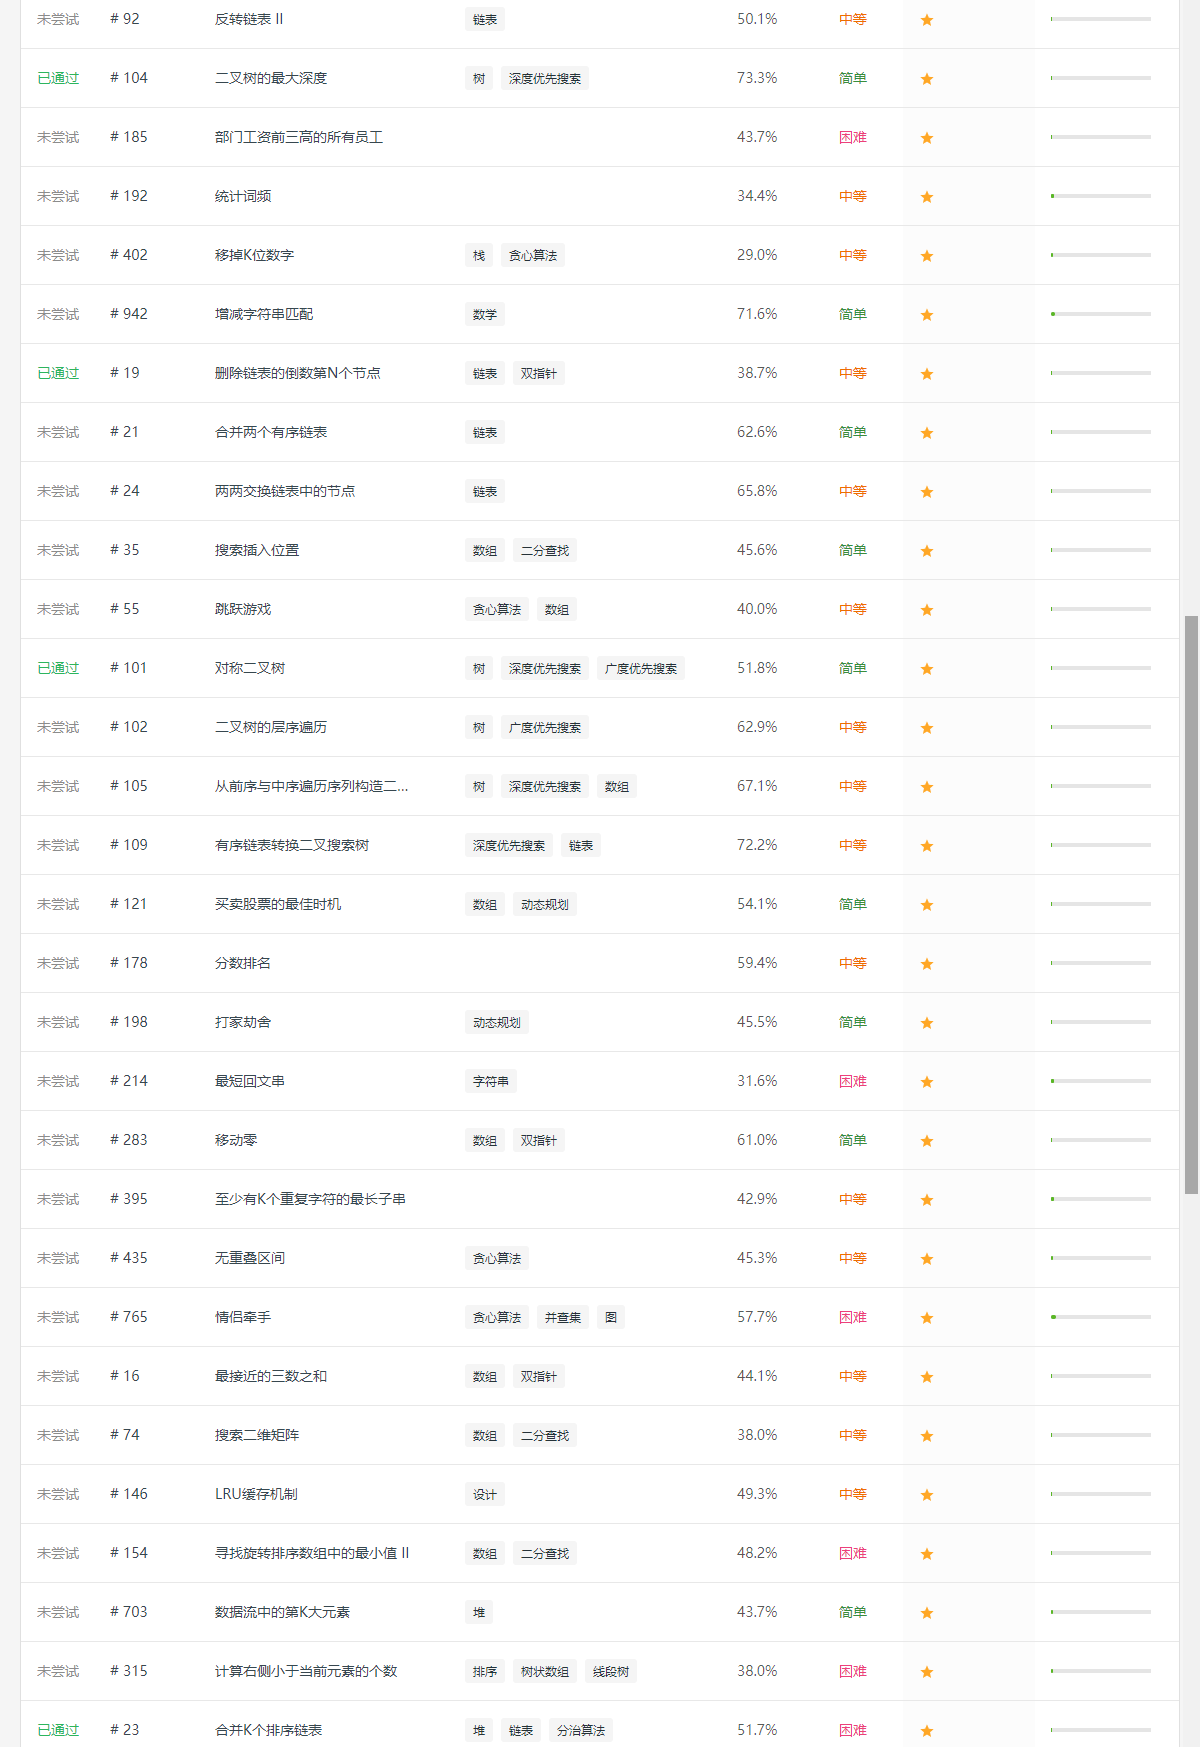 未尝试 # 92 反转链表 II 链表 50.1% 中等
已通过 # 104 二叉树的最大深度 树 深度优先搜索 73.3% 简单
未尝试 # 185 部门工资前三高的所有员工 43.7% 困难
未尝试 # 192 统计词频 34.4% 中等
未尝试 # 402 移掉K位数字 栈 贪心算法 29.0% 中等
未尝试 # 942 增减字符串匹配 数学 71.6% 简单
已通过 # 19 删除链表的倒数第N个节点 链表 双指针 38.7% 中等
未尝试 # 21 合并两个有序链表 链表 62.6% 简单
未尝试 # 24 两两交换链表中的节点 链表 65.8% 中等
未尝试 # 35 搜索插入位置 数组 二分查找 45.6% 简单
未尝试 # 55 跳跃游戏 贪心算法 数组 40.0% 中等
已通过 # 101 对称二叉树 树 深度优先搜索 广度优先搜索 51.8% 简单
未尝试 # 102 二叉树的层序遍历 树 广度优先搜索 62.9% 中等
未尝试 # 105 从前序与中序遍历序列构造二... 树 深度优先搜索 数组 67.1% 中等
未尝试 # 109 有序链表转换二叉搜索树 深度优先搜索 链表 72.2% 中等
未尝试 # 121 买卖股票的最佳时机 数组 动态规划 54.1% 简单
未尝试 # 178 分数排名 59.4% 中等
未尝试 # 198 打家劫舍 动态规划 45.5% 简单
未尝试 # 214 最短回文串 字符串 31.6% 困难
未尝试 # 283 移动零 数组 双指针 61.0% 简单
未尝试 # 395 至少有K个重复字符的最长子串 42.9% 中等
未尝试 # 435 无重叠区间 贪心算法 45.3% 中等
未尝试 # 765 情侣牵手 贪心算法 并查集 图 57.7% 困难
未尝试 # 16 最接近的三数之和 数组 双指针 44.1% 中等
未尝试 # 74 搜索二维矩阵 数组 二分查找 38.0% 中等
未尝试 # 146 LRU缓存机制 设计 49.3% 中等
未尝试 # 154 寻找旋转排序数组中的最小值 II 数组 二分查找 48.2% 困难
未尝试 # 703 数据流中的第K大元素 堆 43.7% 简单
未尝试 # 315 计算右侧小于当前元素的个数 排序 树状数组 线段树 38.0% 困难
已通过 # 23 合并K个排序链表 堆 链表 分治算法 51.7% 困难